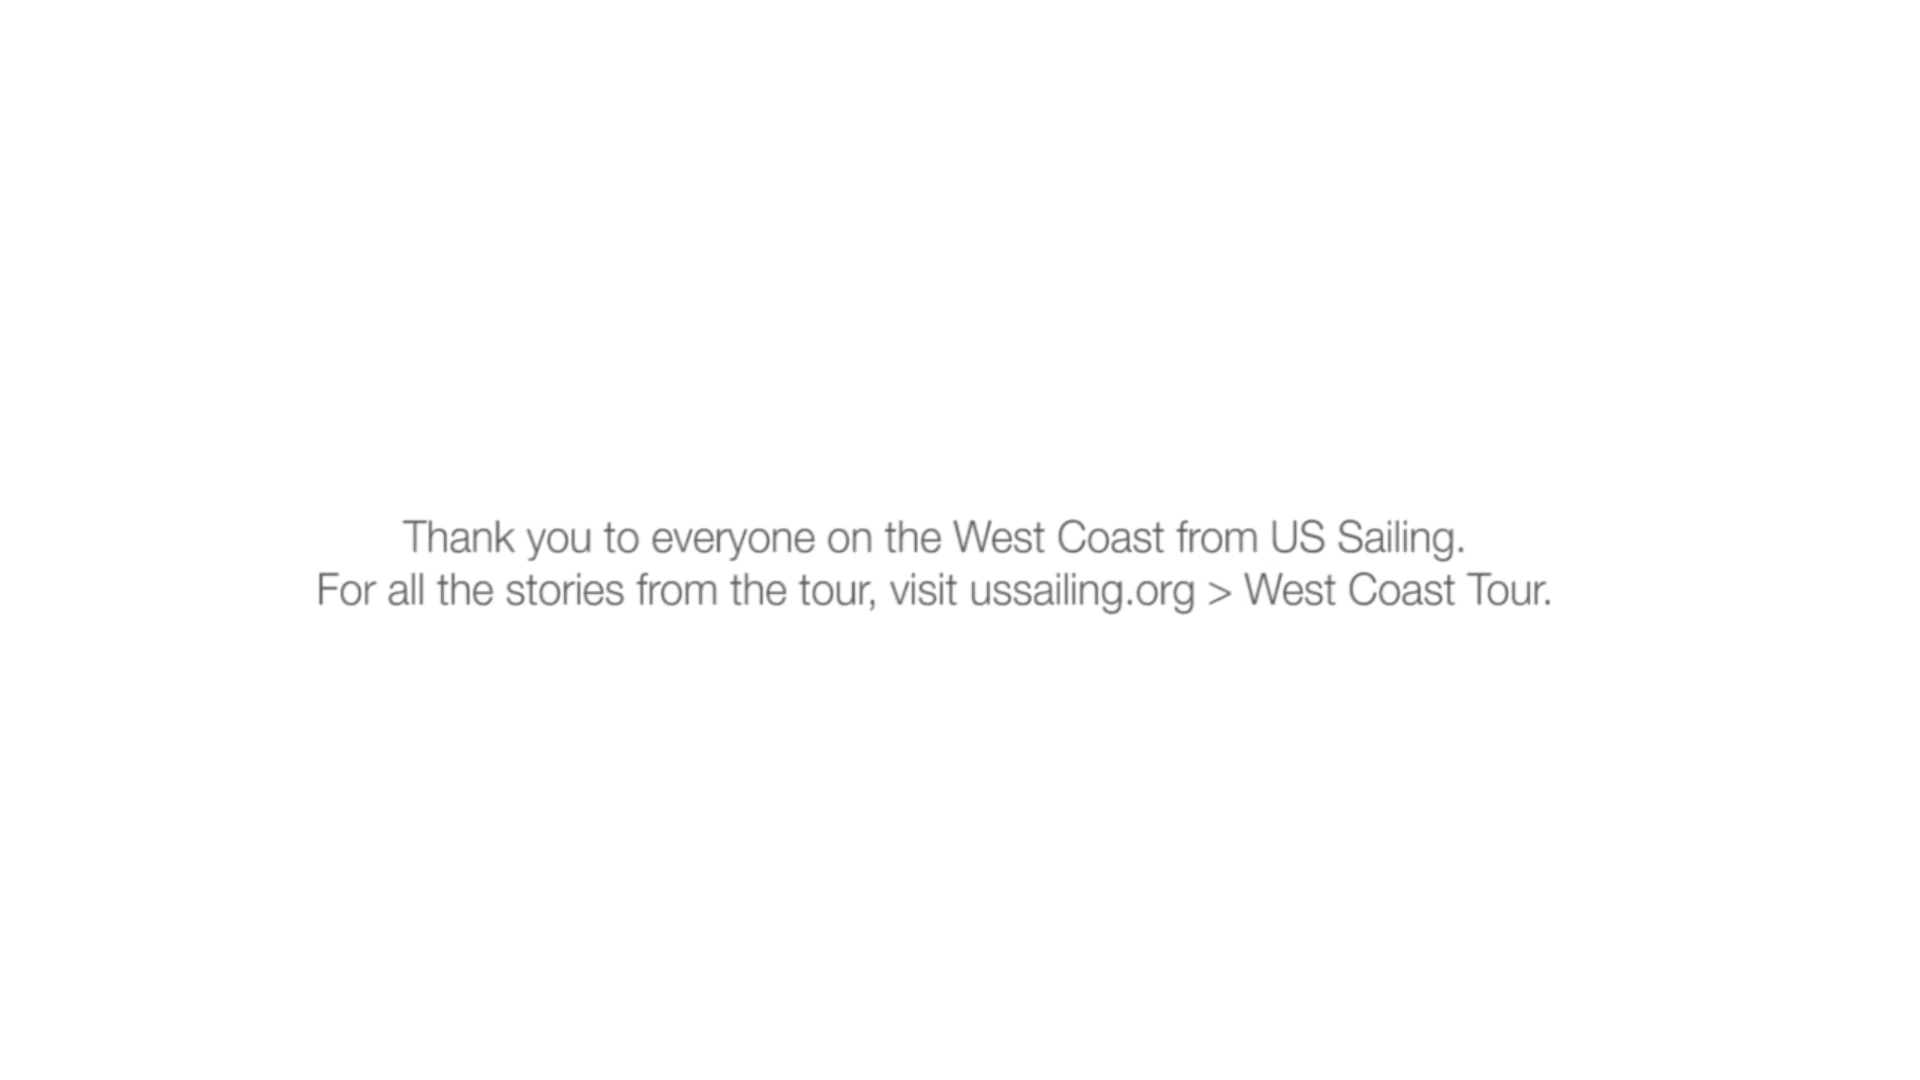 Thank you to everyone on the West Coast from US Sailing.
For all the stories from the tour, visit ussailing.org > West Coast Tour.